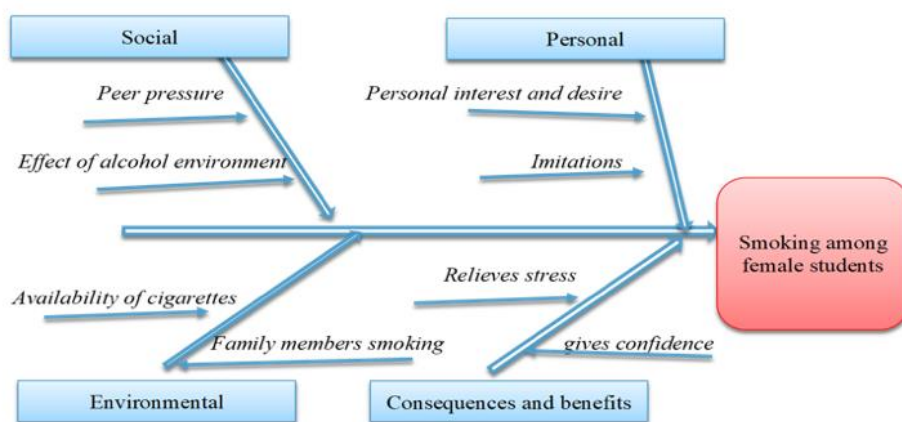 Social
Personal
Peer pressure
Personal interest and desire
Effect of alcohol environment
Imitations
Smoking among
female students
Relieves stress
Availability of cigarettes
Family members smoking
gives confidence
Environmental
Consequences and benefits